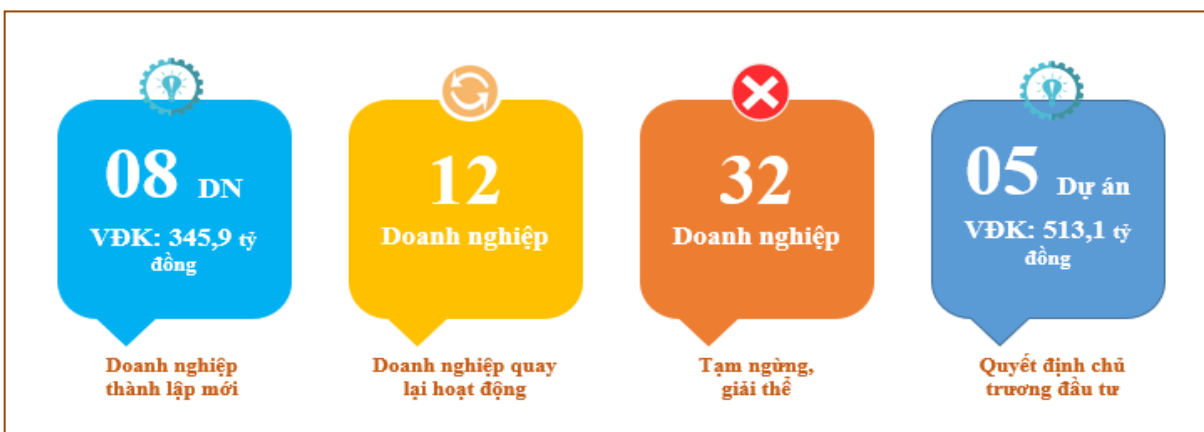 08 DN
VĐK: 345,9 tỷ
đồng
Doanh nghiệp
thành lập mới
12
Doanh nghiệp
Doanh nghiệp quay
lại hoạt động
32
Doanh nghiệp
Tạm ngừng,
giải thể
05 Dự án
VĐK: 513,1 tỷ
đồng
Quyết định chủ
trương đầu tư